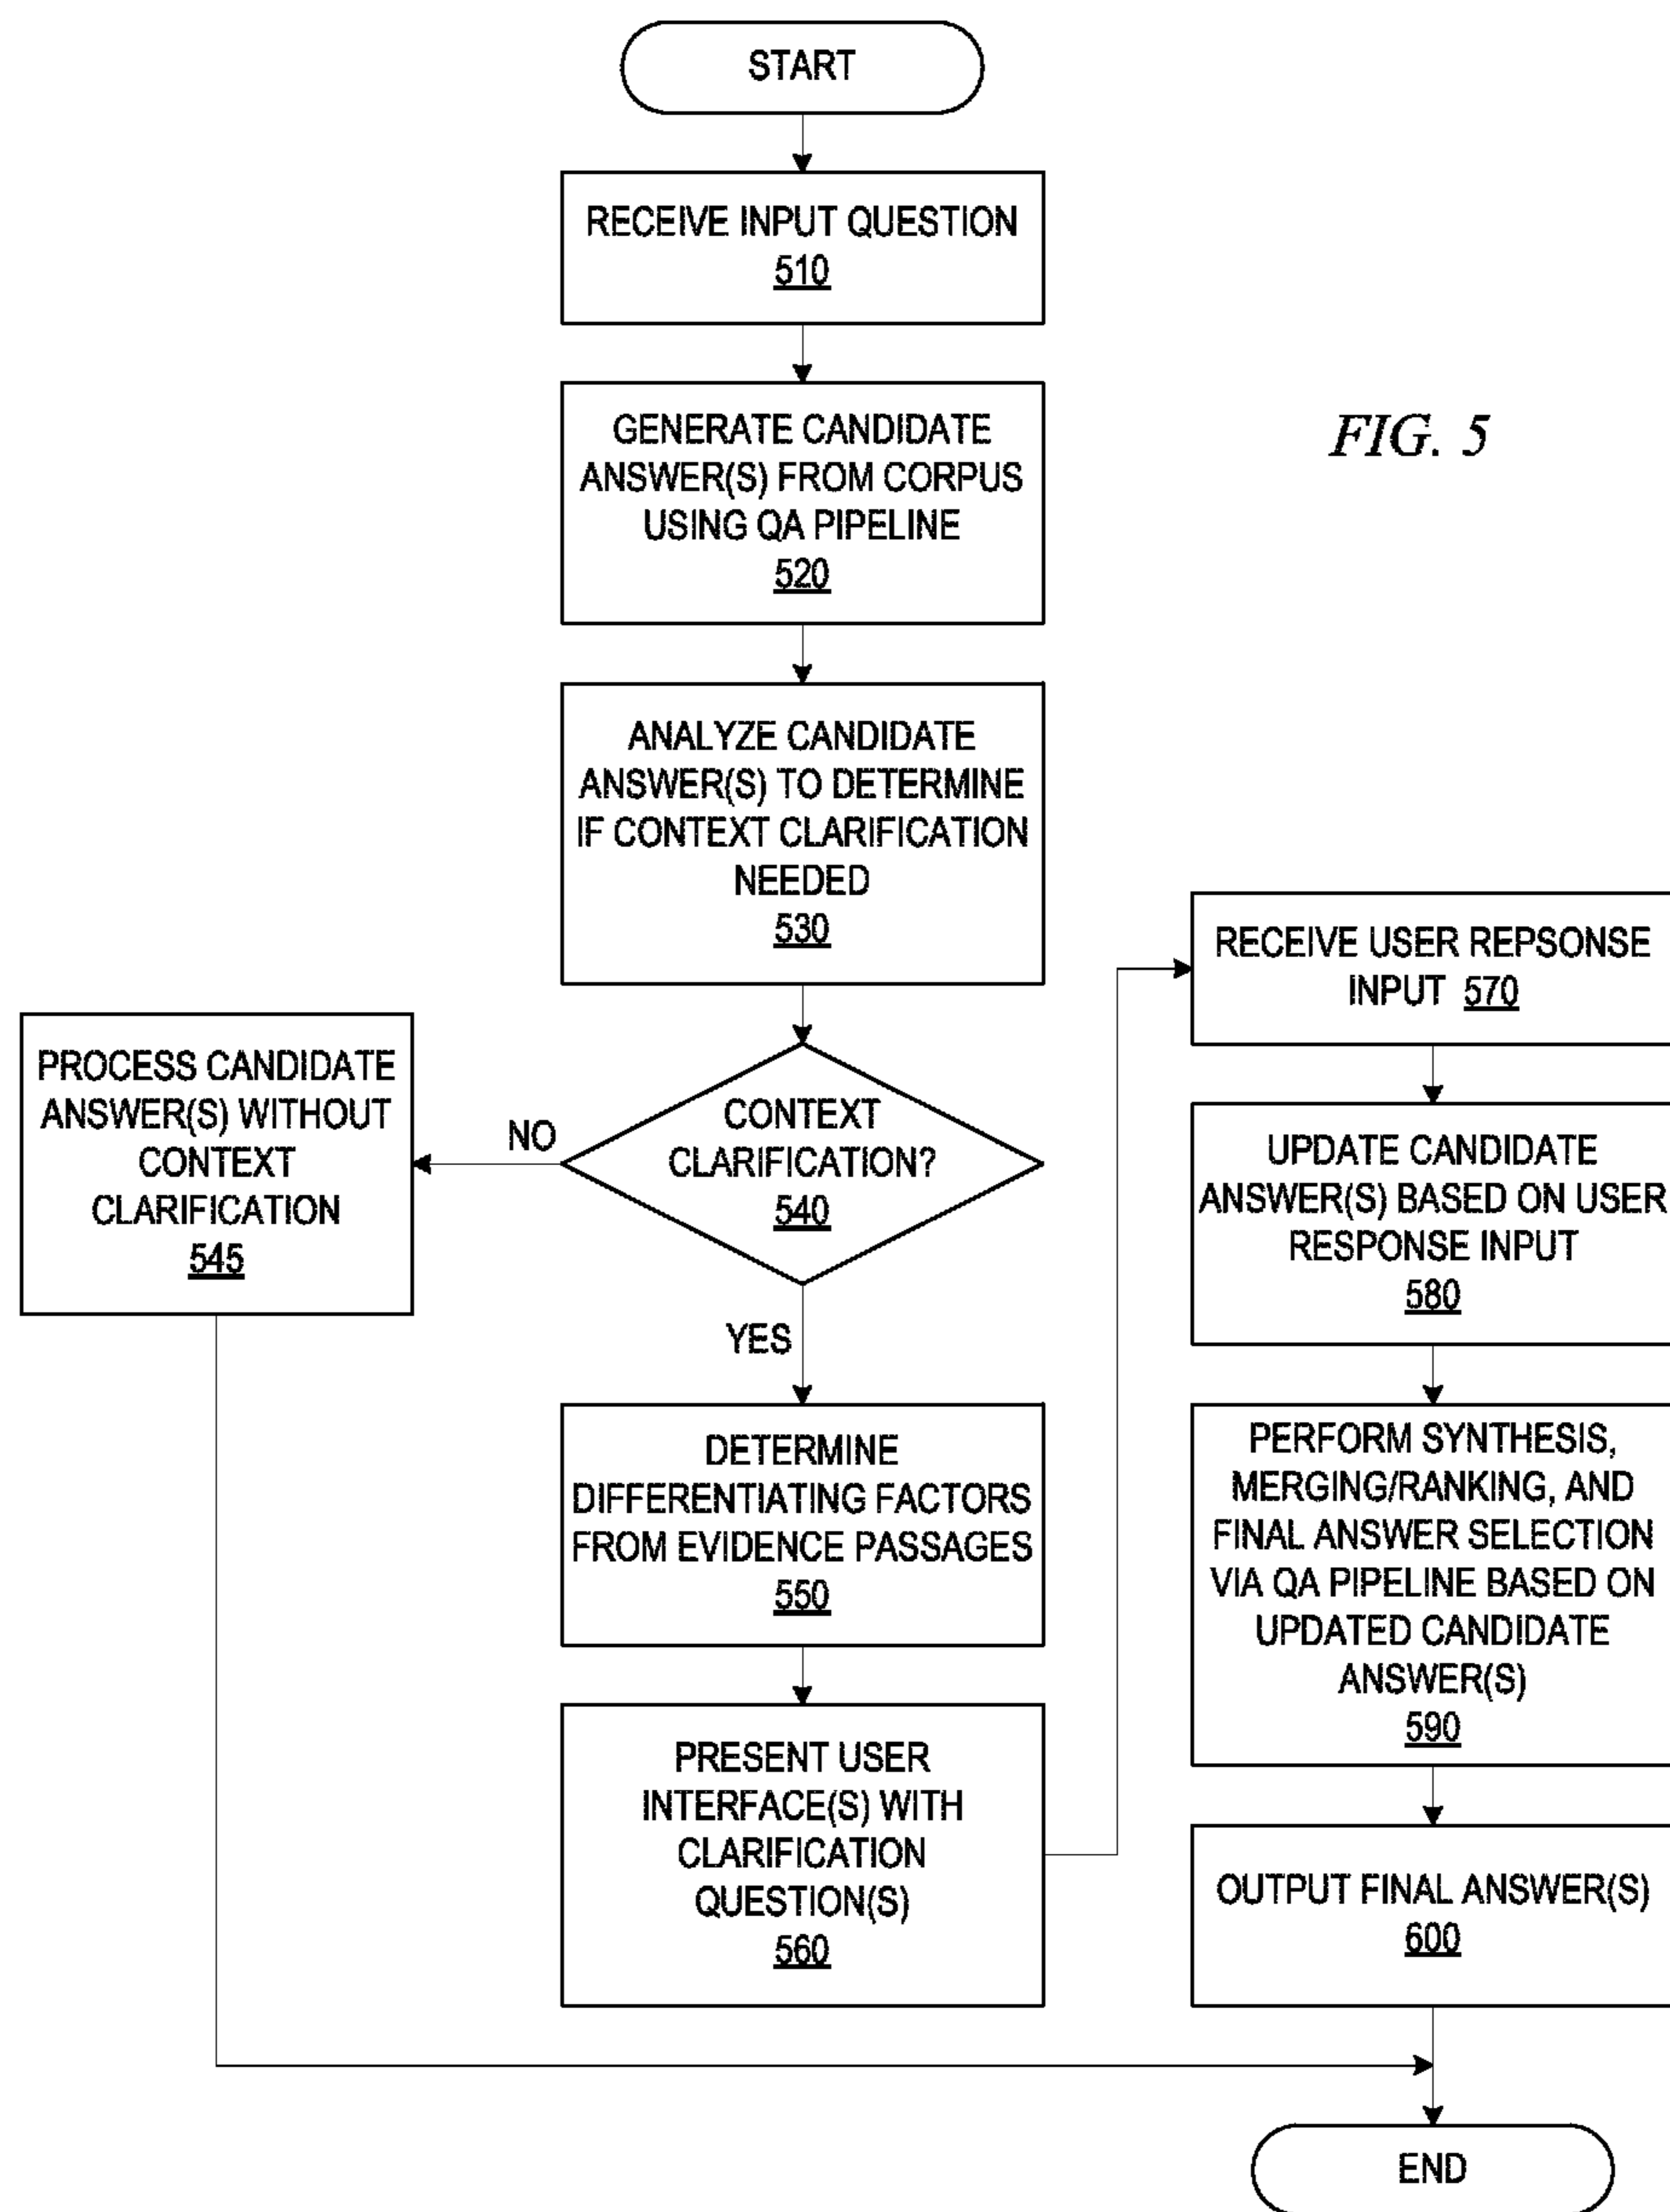 START
RECEIVE INPUT QUESTION
510
GENERATE CANDIDATE
ANSWER(S) FROM CORPUS
USING QA PIPELINE
520
FIG. 5
ANALYZE CANDIDATE
ANSWER(S) TO DETERMINE
IF CONTEXT CLARIFICATION
NEEDED
530
CONTEXT
CLARIFICATION?
540
NO
PROCESS CANDIDATE
ANSWER(S) WITHOUT
CONTEXT
CLARIFICATION
545
YES
DETERMINE
DIFFERENTIATING FACTORS
FROM EVIDENCE PASSAGES
550
PRESENT USER
INTERFACE(S) WITH
CLARIFICATION
QUESTION(S)
560
RECEIVE USER REPSONSE
INPUT 570
UPDATE CANDIDATE
ANSWER(S) BASED ON USER
RESPONSE INPUT
580
PERFORM SYNTHESIS,
MERGING/RANKING, AND
FINAL ANSWER SELECTION
VIA QA PIPELINE BASED ON
UPDATED CANDIDATE
ANSWER(S)
590
OUTPUT FINAL ANSWER(S)
600
END